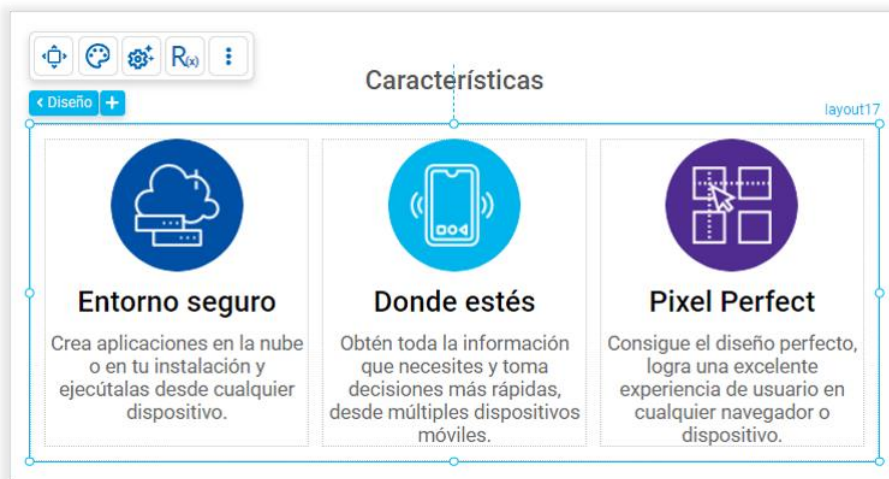 R(x)
Características
Diseño
layout17
Entorno seguro
Crea aplicaciones en la nube
o en tu instalación y
ejecútalas desde cualquier
dispositivo.
Donde estés
Obtén toda la información
que necesites y toma
decisiones más rápidas,
desde múltiples dispositivos
móviles.
Pixel Perfect
Consigue el diseño perfecto,
logra una excelente
experiencia de usuario en
cualquier navegador o
dispositivo.